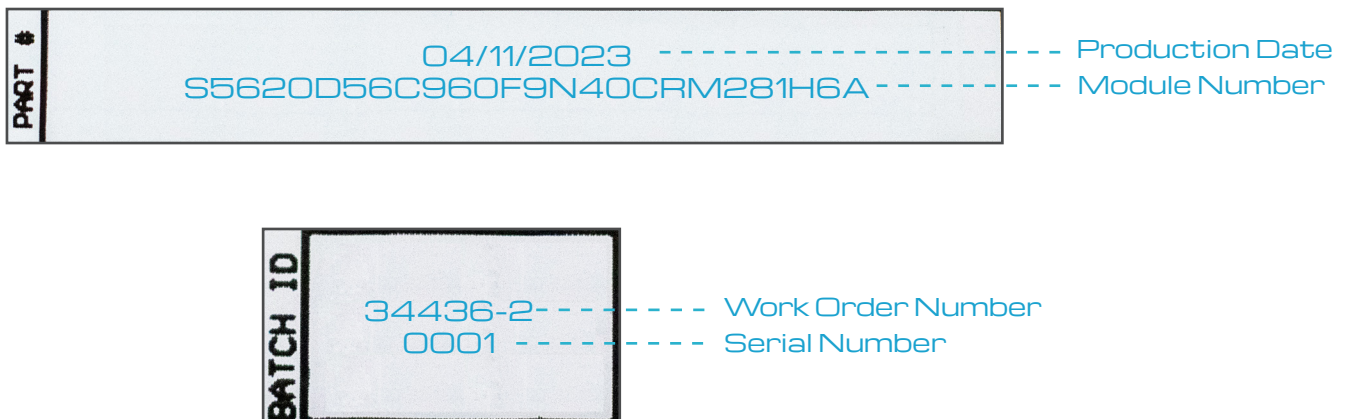 PART #
04/11/2023
Production Date
S5620D56C960F9N40CRM281H6A
Module Number
BATCH ID
34436-2
Work Order Number
0001
Serial Number